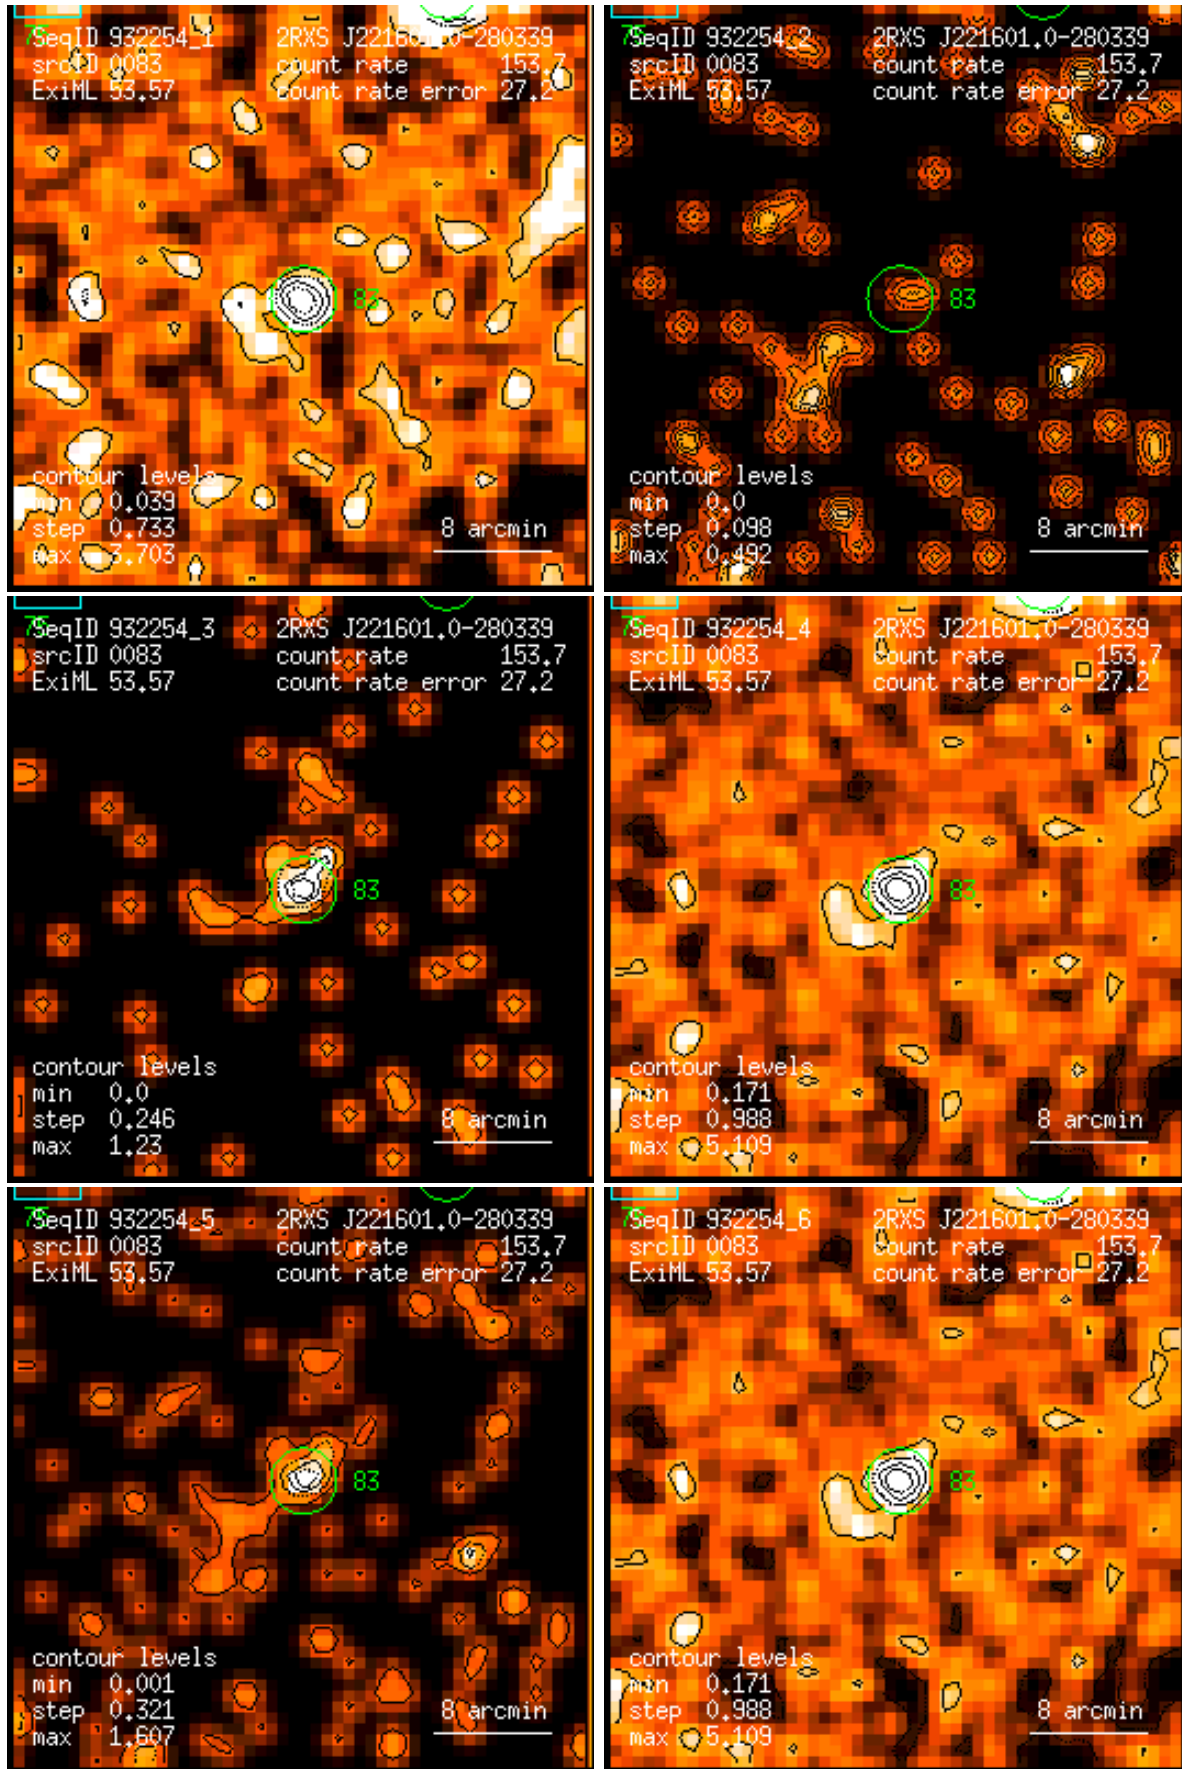 75
SeqID 932254_1 2RXS J221601.0-280339
srcID 0083 count rate 153.7
ExiML 53.57 count rate error 27.2
83
contour levels
min 0.039
step 0.733 8 arcmin
max 3.703
75
SeqID 932254_2 2RXS J221601.0-280339
srcID 0083 count rate 153.7
ExiML 53.57 count rate error 27.2
83
contour levels
min 0.0
step 0.098 8 arcmin
max 0.492
75
SeqID 932254_3 2RXS J221601.0-280339
srcID 0083 count rate 153.7
ExiML 53.57 count rate error 27.2
83
contour levels
min 0.0
step 0.246 8 arcmin
max 1.23
75
SeqID 932254_4 2RXS J221601.0-280339
srcID 0083 count rate 153.7
ExiML 53.57 count rate error 27.2
83
contour levels
min 0.171
step 0.988 8 arcmin
max 5.109
75
SeqID 932254_5 2RXS J221601.0-280339
srcID 0083 count rate 153.7
ExiML 53.57 count rate error 27.2
83
contour levels
min 0.001
step 0.321 8 arcmin
max 1.607
75
SeqID 932254_6 2RXS J221601.0-280339
srcID 0083 count rate 153.7
ExiML 53.57 count rate error 27.2
83
contour levels
min 0.171
step 0.988 8 arcmin
max 5.109